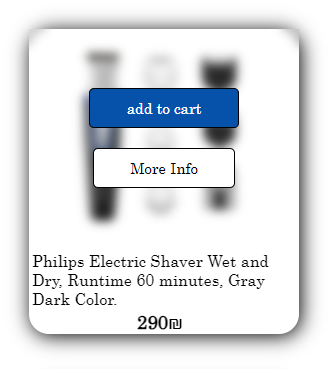 add to cart
More Info
Philips Electric Shaver Wet and
Dry, Runtime 60 minutes, Gray
Dark Color.
290₪